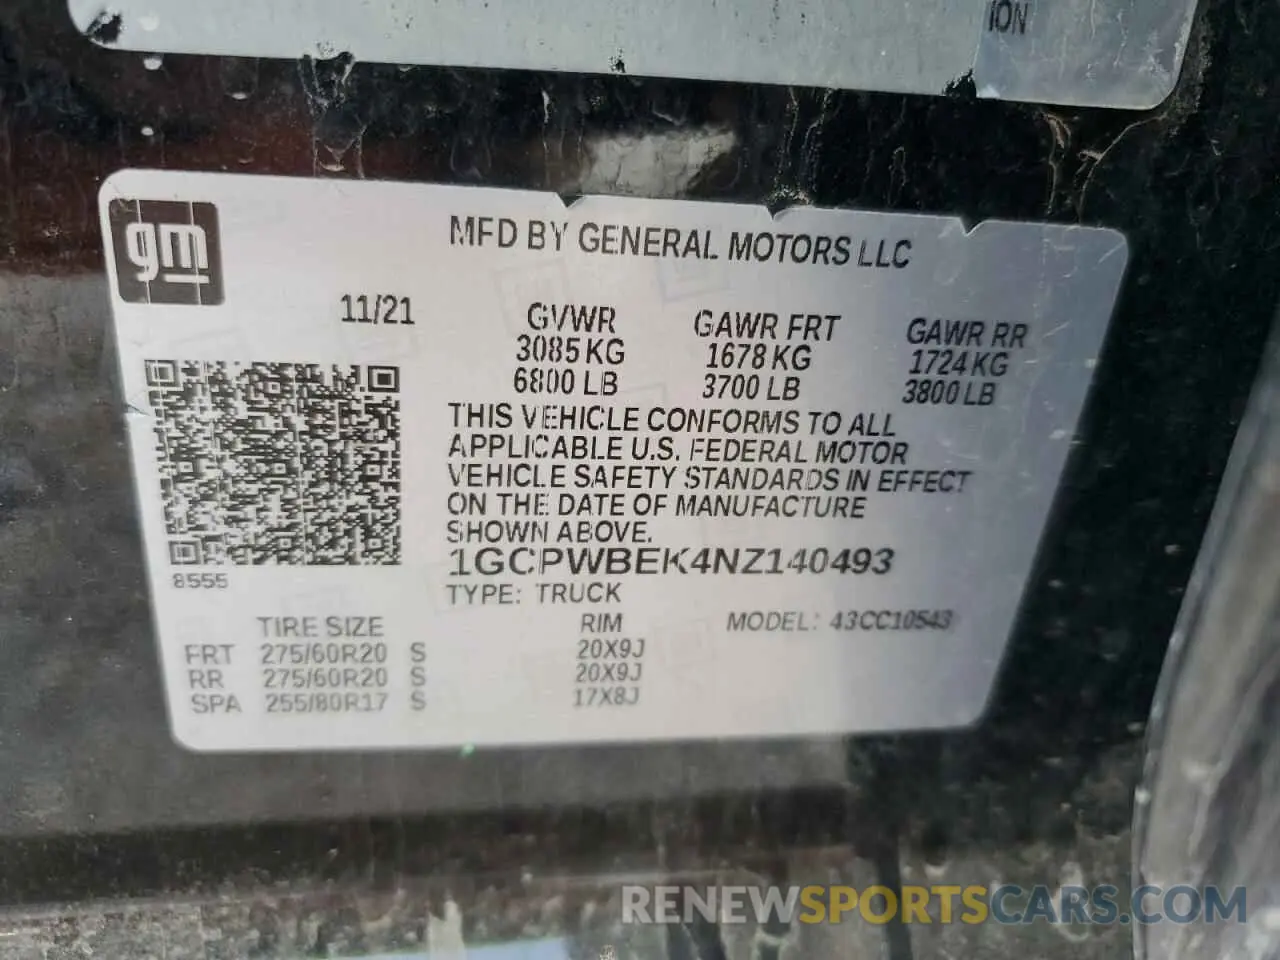 ION
gm
MFD BY GENERAL MOTORS LLC
11/21 GVWR GAWR FRT GAWR RR
3085 KG 1678 KG 1724 KG
6800 LB 3700 LB 3800 LB
THIS VEHICLE CONFORMS TO ALL
APPLICABLE U.S. FEDERAL MOTOR
VEHICLE SAFETY STANDARDS IN EFFECT
ON THE DATE OF MANUFACTURE
SHOWN ABOVE.
8555 1GCPWBEK4NZ140493
TYPE: TRUCK
TIRE SIZE RIM MODEL: 43CC10543
FRT 275/60R20 S 20X9J
RR 275/60R20 S 20X9J
SPA 255/80R17 S 17X8J
RENEWSPORTSCARS.COM